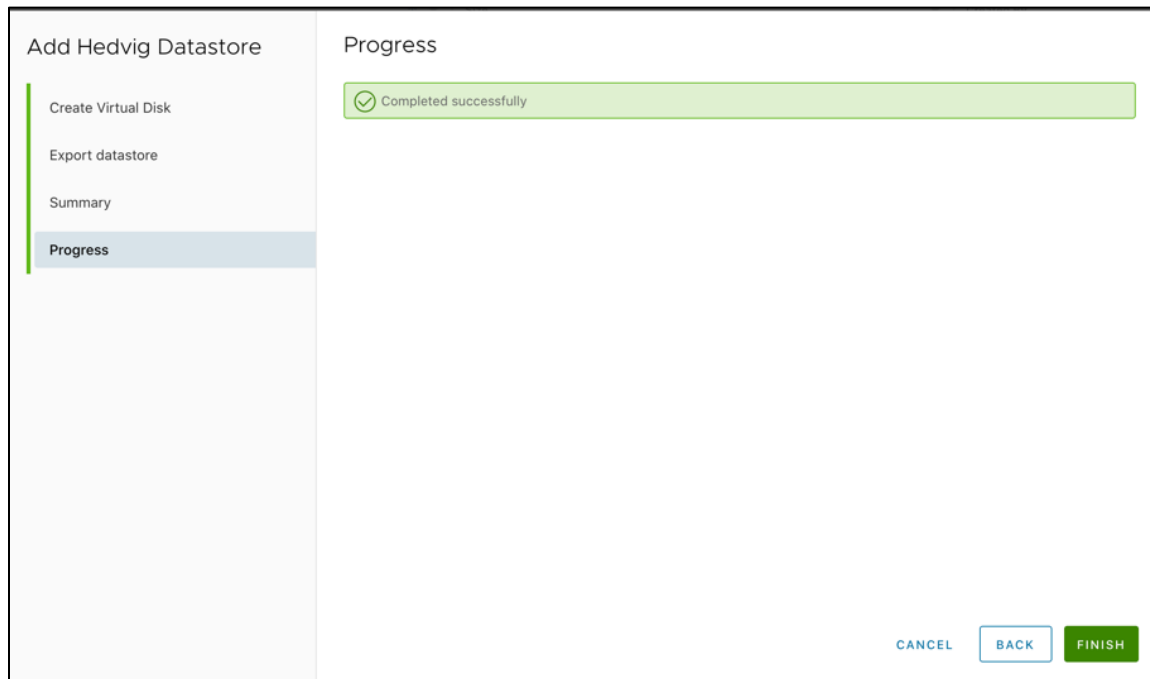 Add Hedvig Datastore
Create Virtual Disk
Export datastore
Summary
Progress
Progress
Completed successfully
CANCEL
BACK
FINISH